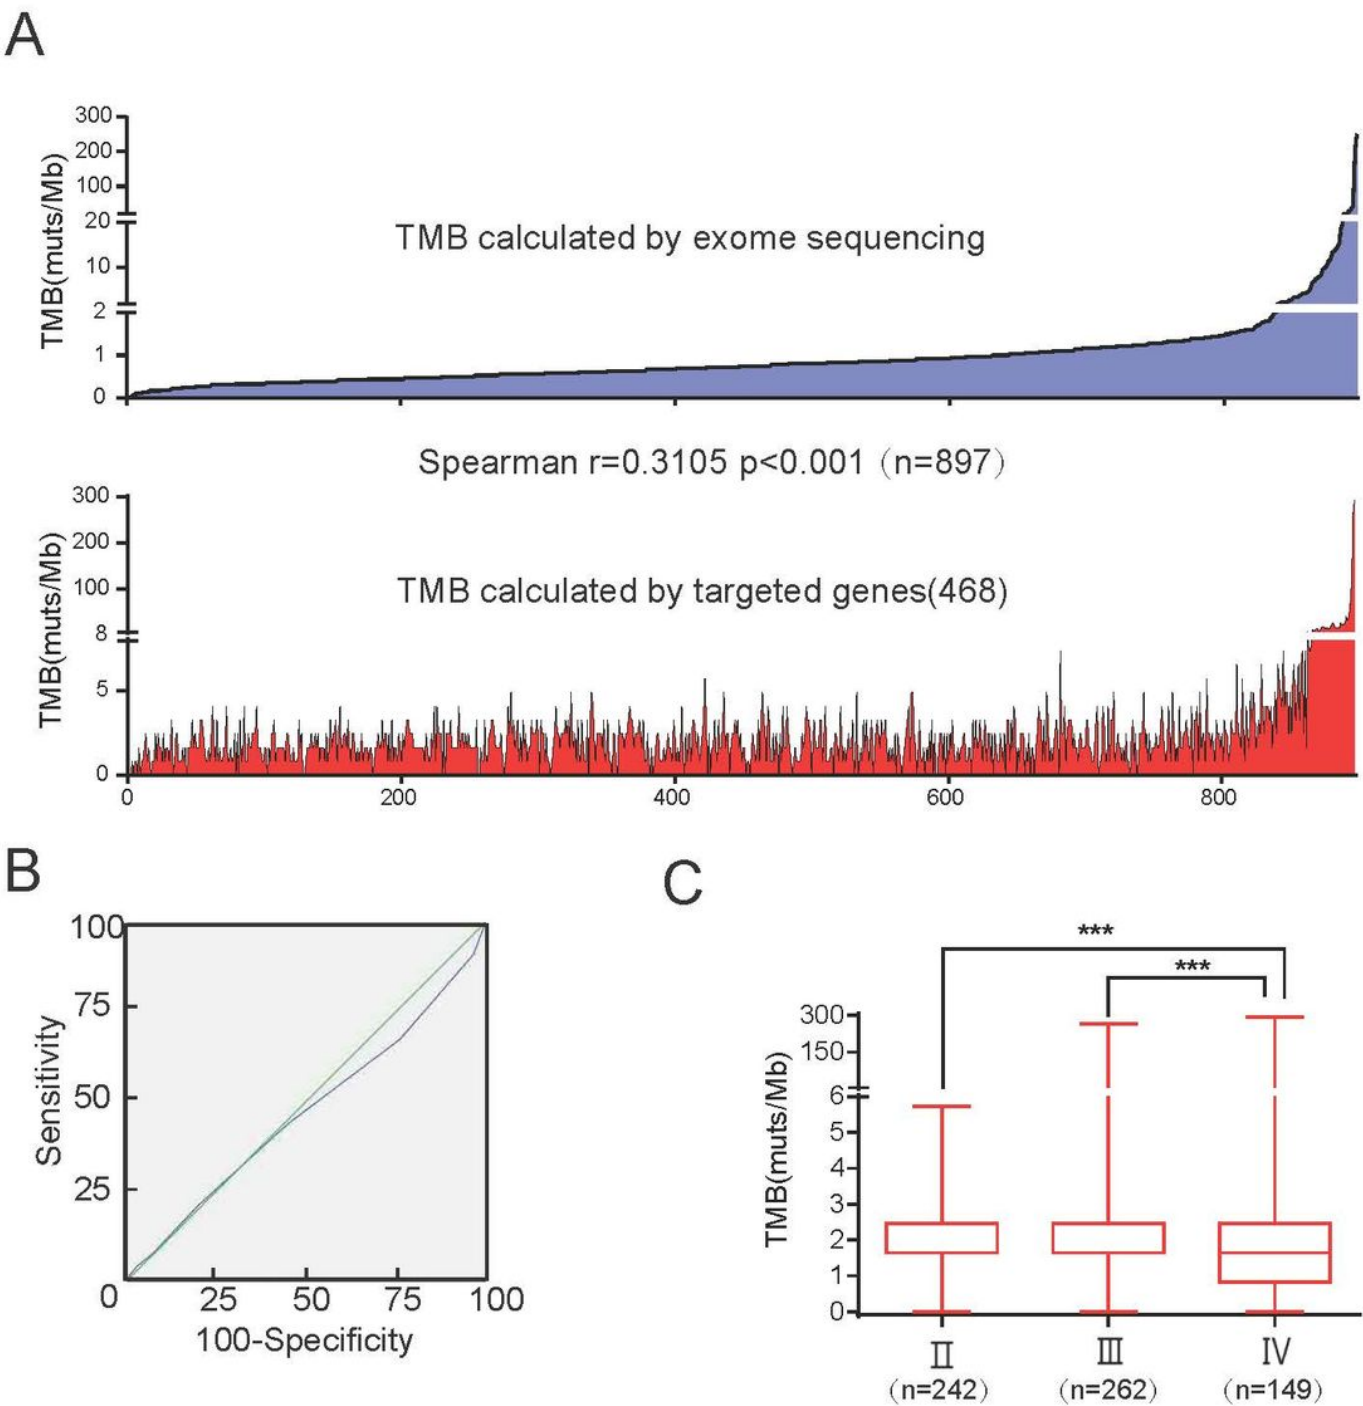 A
300
200
100
20
10
2
1
0
TMB(muts/Mb)
TMB calculated by exome sequencing
Spearman r=0.3105 p<0.001（n=897）
300
200
100
8
5
0
TMB(muts/Mb)
TMB calculated by targeted genes(468)
0 200 400 600 800
B
100
75
50
25
0
Sensitivity
25 50 75 100
100-Specificity
C
***
***
300
150
6
5
4
3
2
1
0
TMB(muts/Mb)
Ⅱ Ⅲ Ⅳ
（n=242） （n=262） （n=149）